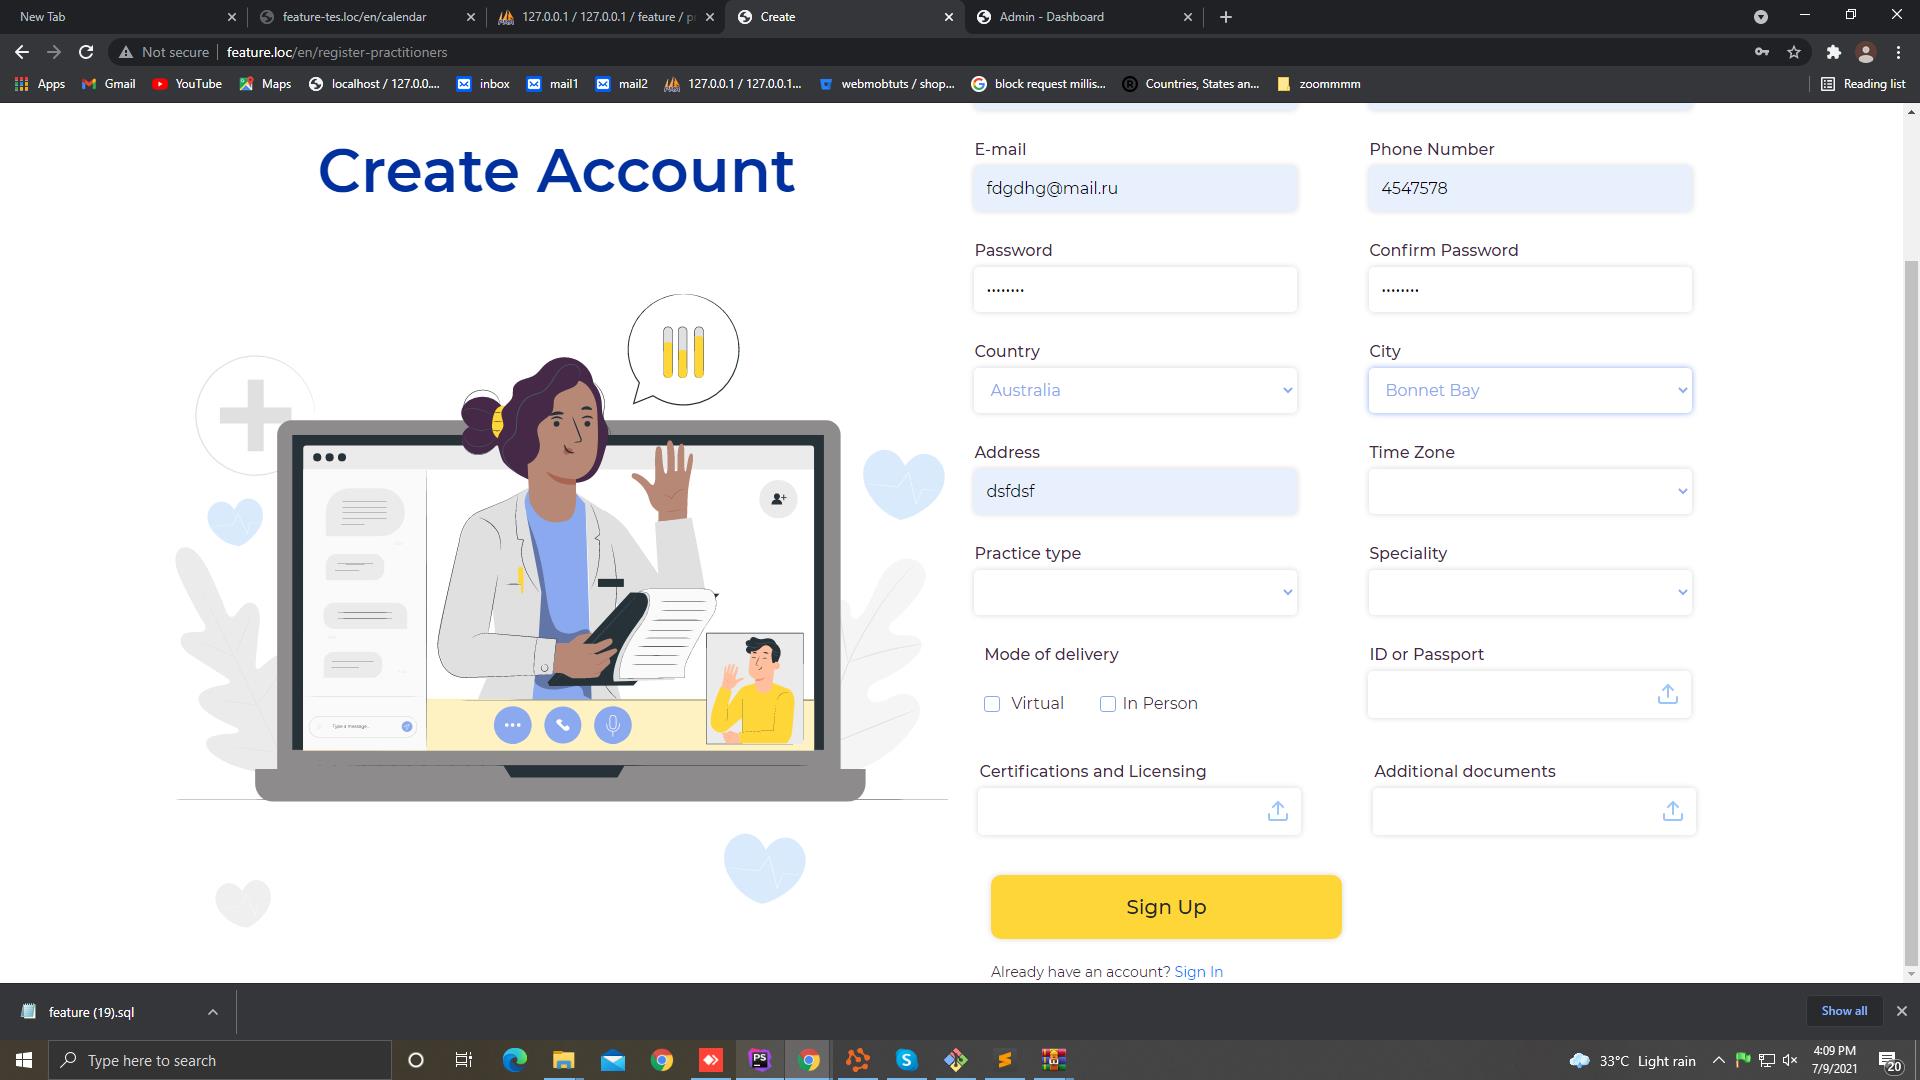 New Tab
feature-tes.loc/en/calendar
127.0.0.1 / 127.0.0.1 / feature / pr
Create
Admin - Dashboard
Not secure
feature.loc/en/register-practitioners
Apps
Gmail
YouTube
Maps
localhost / 127.0.0....
inbox
mail1
mail2
127.0.0.1 / 127.0.0.1...
webmobtuts / shop...
block request millis...
Countries, States an...
zoommmm
Reading list
Create Account
E-mail
Phone Number
fdgdhg@mail.ru
4547578
Password
Confirm Password
........
........
Country
City
Australia
Bonnet Bay
Address
Time Zone
dsfdsf
Practice type
Speciality
Mode of delivery
ID or Passport
Virtual
In Person
Type a message...
Certifications and Licensing
Additional documents
Sign Up
Already have an account? Sign In
feature (19).sql
Show all
Type here to search
PS
33°C Light rain
4:09 PM
7/9/2021
20